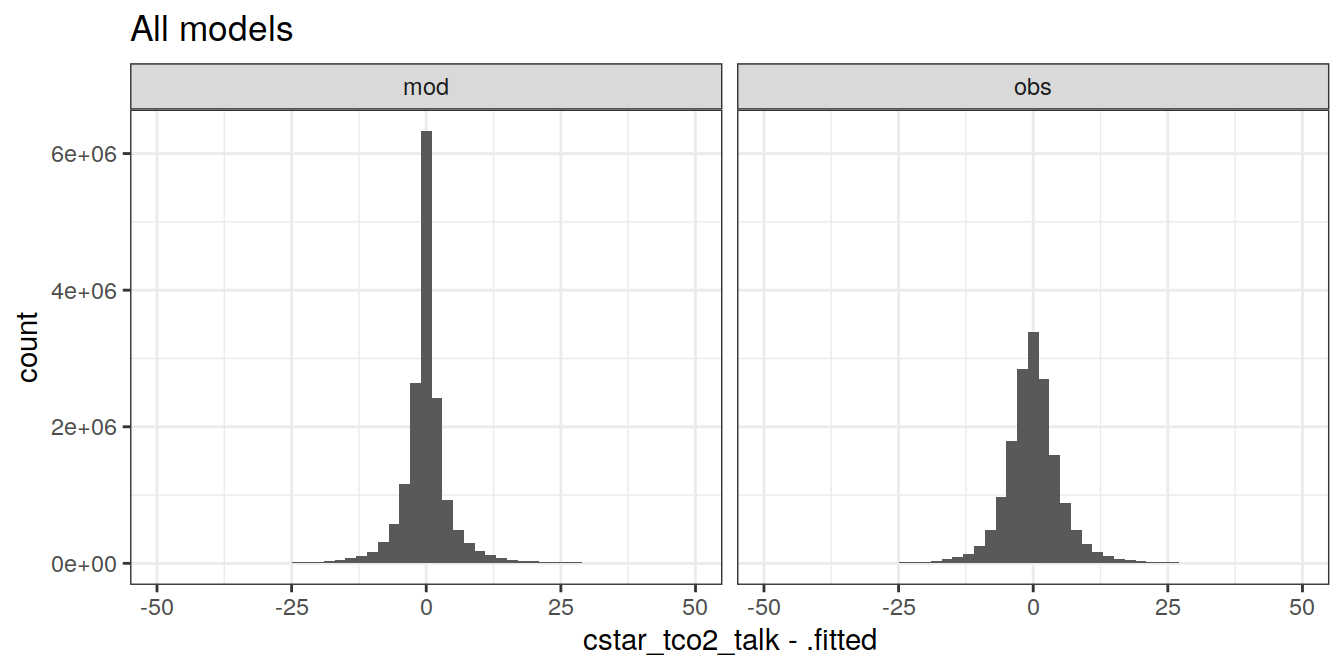 All models
mod obs
6e+06
4e+06
2e+06
0e+00
count
-50 -25 0 25 50 -50 -25 0 25 50
cstar_tco2_talk - .fitted